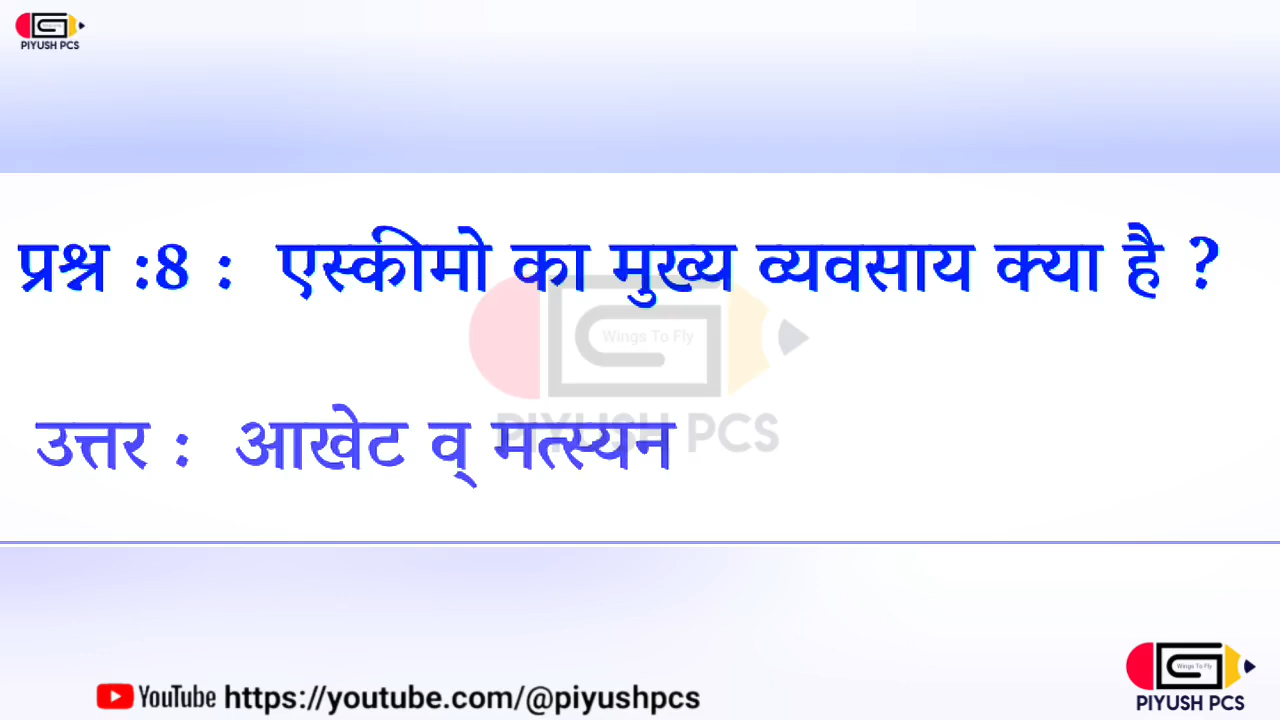 PIYUSH PCS
प्रश्न :8 : एस्कीमो का मुख्य व्यवसाय क्या है ?
Wings To Fly
PIYUSH PCS
उत्तर : आखेट व् मत्स्यन
Wings To Fly
YouTube https://youtube.com/@piyushpcs
PIYUSH PCS